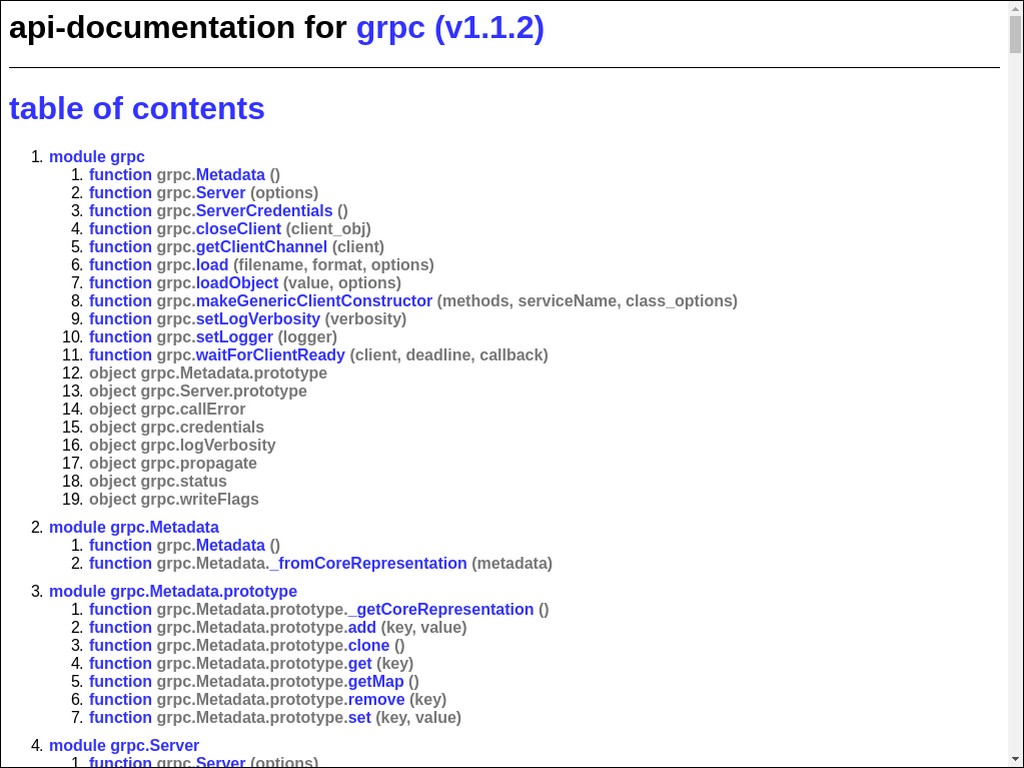 api-documentation for grpc (v1.1.2)
table of contents
1. module grpc
1. function grpc.Metadata ()
2. function grpc.Server (options)
3. function grpc.ServerCredentials ()
4. function grpc.closeClient (client_obj)
5. function grpc.getClientChannel (client)
6. function grpc.load (filename, format, options)
7. function grpc.loadObject (value, options)
8. function grpc.makeGenericClientConstructor (methods, serviceName, class_options)
9. function grpc.setLogVerbosity (verbosity)
10. function grpc.setLogger (logger)
11. function grpc.waitForClientReady (client, deadline, callback)
12. object grpc.Metadata.prototype
13. object grpc.Server.prototype
14. object grpc.callError
15. object grpc.credentials
16. object grpc.logVerbosity
17. object grpc.propagate
18. object grpc.status
19. object grpc.writeFlags
2. module grpc.Metadata
1. function grpc.Metadata ()
2. function grpc.Metadata._fromCoreRepresentation (metadata)
3. module grpc.Metadata.prototype
1. function grpc.Metadata.prototype._getCoreRepresentation ()
2. function grpc.Metadata.prototype.add (key, value)
3. function grpc.Metadata.prototype.clone ()
4. function grpc.Metadata.prototype.get (key)
5. function grpc.Metadata.prototype.getMap ()
6. function grpc.Metadata.prototype.remove (key)
7. function grpc.Metadata.prototype.set (key, value)
4. module grpc.Server
1. function grpc.Server (options)